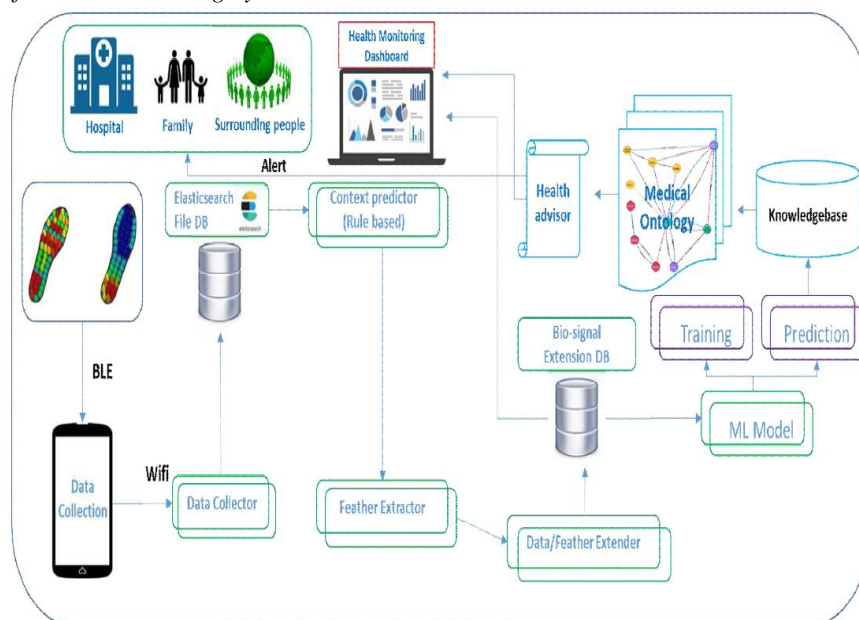 Health Monitoring
Dashboard
Hospital
Family
Surrounding people
Alert
Elasticsearch
File DB
elasticsearch
Context predictor
(Rule based)
Health
advisor
Medical
Ontology
Knowledgebase
Bio-signal
Extension DB
Training
Prediction
ML Model
BLE
Data
Collection
Wifi
Data Collector
Feather Extractor
Data/Feather Extender